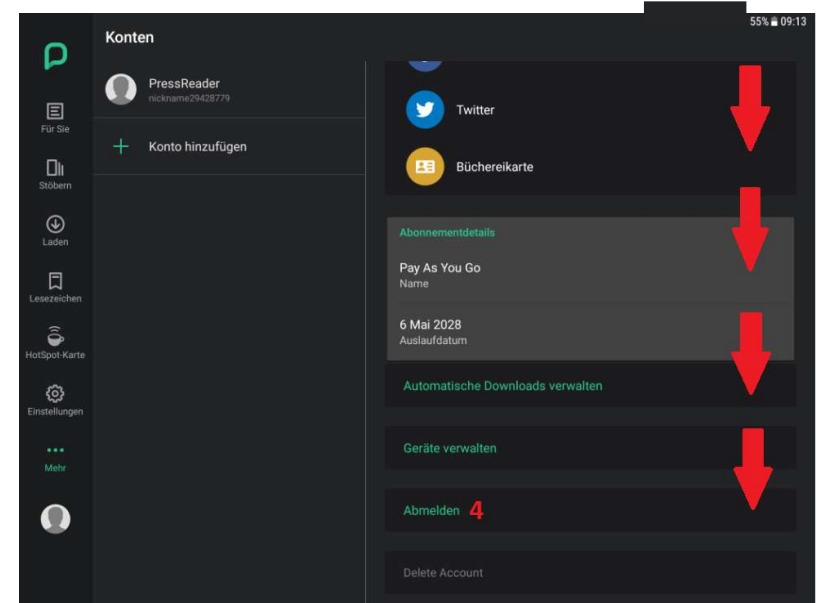 55% 09:13
Konten
PressReader
nickname29428779
Konto hinzufügen
Für Sie
Stöbern
Laden
Lesezeichen
HotSpot-Karte
Einstellungen
Mehr
Twitter
Büchereikarte
Abonnementdetails
Pay As You Go
Name
6 Mai 2028
Auslaufdatum
Automatische Downloads verwalten
Geräte verwalten
Abmelden 4
Delete Account